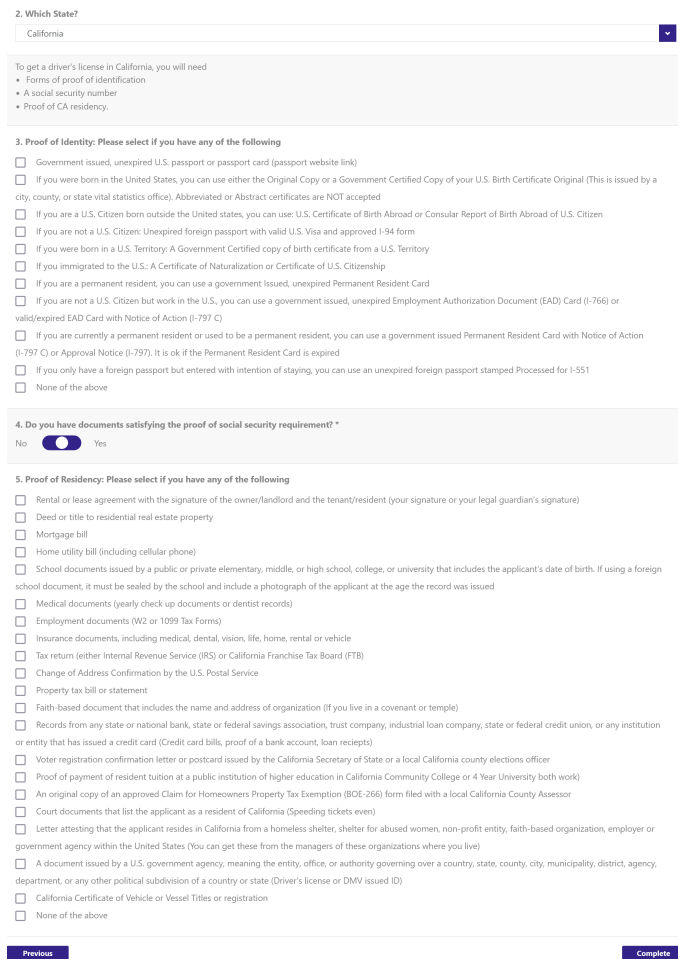 2. Which State?
California
To get a driver's license in California, you will need
• Forms of proof of identification
• A social security number
• Proof of CA residency.
3. Proof of Identity: Please select if you have any of the following
Government issued, unexpired U.S. passport or passport card (passport website link)
If you were born in the United States, you can use either the Original Copy or a Government Certified Copy of your U.S. Birth Certificate Original (This is issued by a
city, county, or state vital statistics office). Abbreviated or Abstract certificates are NOT accepted
If you are a U.S. Citizen born outside the United states, you can use: U.S. Certificate of Birth Abroad or Consular Report of Birth Abroad of U.S. Citizen
If you are not a U.S. Citizen: Unexpired foreign passport with valid U.S. Visa and approved I-94 form
If you were born in a U.S. Territory: A Government Certified copy of birth certificate from a U.S. Territory
If you immigrated to the U.S.: A Certificate of Naturalization or Certificate of U.S. Citizenship
If you are a permanent resident, you can use a government Issued, unexpired Permanent Resident Card
If you are not a U.S. Citizen but work in the U.S., you can use a government issued, unexpired Employment Authorization Document (EAD) Card (I-766) or
valid/expired EAD Card with Notice of Action (I-797 C)
If you are currently a permanent resident or used to be a permanent resident, you can use a government issued Permanent Resident Card with Notice of Action
(I-797 C) or Approval Notice (I-797). It is ok if the Permanent Resident Card is expired
If you only have a foreign passport but entered with intention of staying, you can use an unexpired foreign passport stamped Processed for I-551
None of the above
4. Do you have documents satisfying the proof of social security requirement? *
No Yes
5. Proof of Residency: Please select if you have any of the following
Rental or lease agreement with the signature of the owner/landlord and the tenant/resident (your signature or your legal guardian's signature)
Deed or title to residential real estate property
Mortgage bill
Home utility bill (including cellular phone)
School documents issued by a public or private elementary, middle, or high school, college, or university that includes the applicant's date of birth. If using a foreign
school document, it must be sealed by the school and include a photograph of the applicant at the age the record was issued
Medical documents (yearly check up documents or dentist records)
Employment documents (W2 or 1099 Tax Forms)
Insurance documents, including medical, dental, vision, life, home, rental or vehicle
Tax return (either Internal Revenue Service (IRS) or California Franchise Tax Board (FTB)
Change of Address Confirmation by the U.S. Postal Service
Property tax bill or statement
Faith-based document that includes the name and address of organization (If you live in a covenant or temple)
Records from any state or national bank, state or federal savings association, trust company, industrial loan company, state or federal credit union, or any institution
or entity that has issued a credit card (Credit card bills, proof of a bank account, loan reciepts)
Voter registration confirmation letter or postcard issued by the California Secretary of State or a local California county elections officer
Proof of payment of resident tuition at a public institution of higher education in California Community College or 4 Year University both work)
An original copy of an approved Claim for Homeowners Property Tax Exemption (BOE-266) form filed with a local California County Assessor
Court documents that list the applicant as a resident of California (Speeding tickets even)
Letter attesting that the applicant resides in California from a homeless shelter, shelter for abused women, non-profit entity, faith-based organization, employer or
government agency within the United States (You can get these from the managers of these organizations where you live)
A document issued by a U.S. government agency, meaning the entity, office, or authority governing over a country, state, county, city, municipality, district, agency,
department, or any other political subdivision of a country or state (Driver's license or DMV issued ID)
California Certificate of Vehicle or Vessel Titles or registration
None of the above
Previous Complete